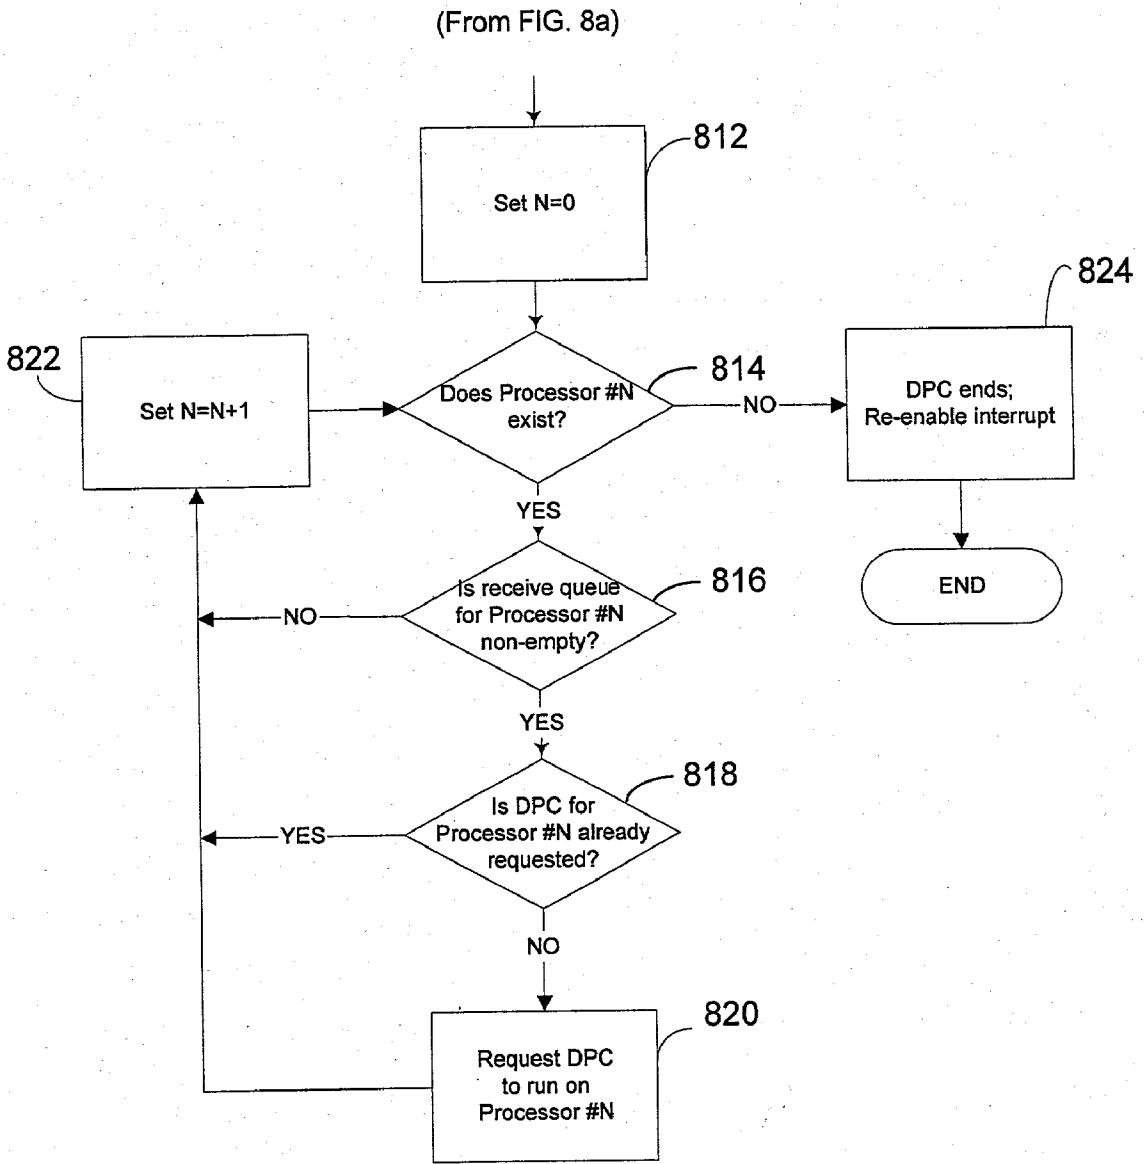 (From FIG. 8a)
812
Set N=0
824
822
814
Set N=N+1
Does Processor #N
exist?
NO
DPC ends;
Re-enable interrupt
YES
816
Is receive queue
for Processor #N
non-empty?
NO
END
YES
818
Is DPC for
Processor #N already
requested?
YES
NO
820
Request DPC
to run on
Processor #N